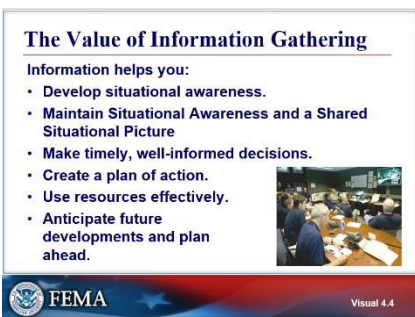 The Value of Information Gathering
Information helps you:
• Develop situational awareness.
• Maintain Situational Awareness and a Shared
Situational Picture
• Make timely, well-informed decisions.
• Create a plan of action.
• Use resources effectively.
• Anticipate future
developments and plan
ahead.
FEMA
Visual 4.4